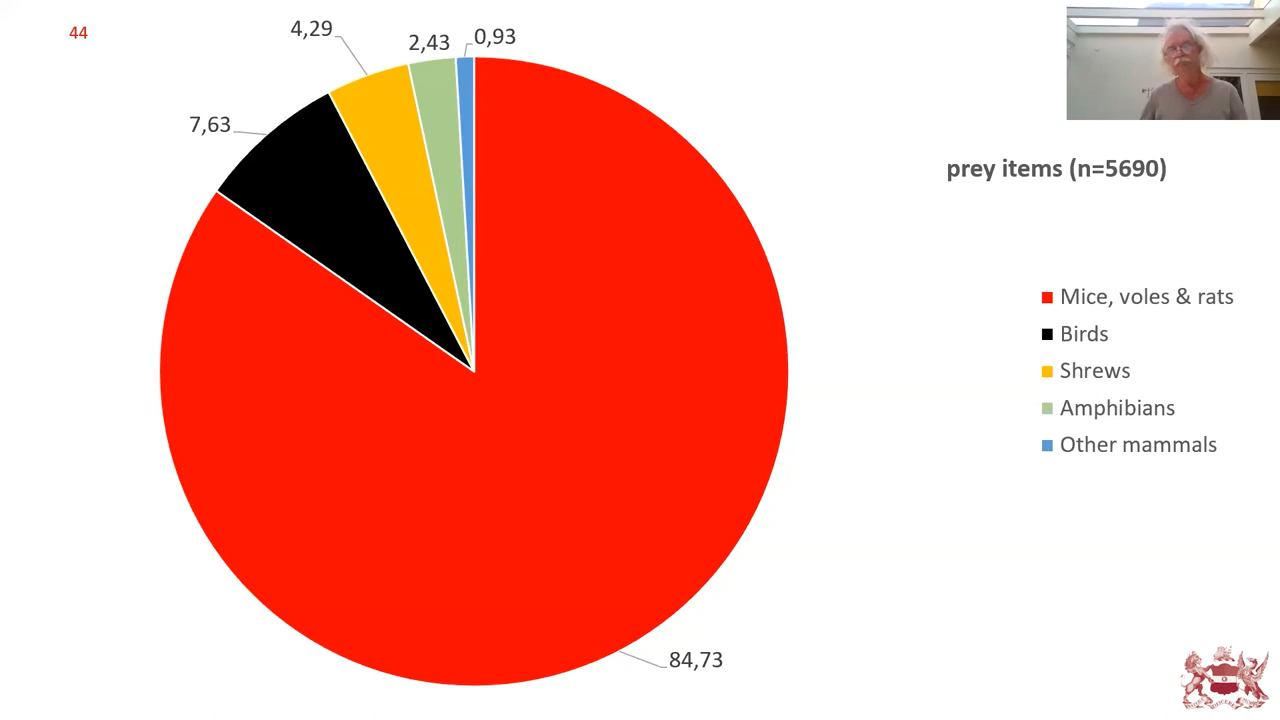 44
4,29
2,43
0,93
7,63
prey items (n=5690)
Mice, voles & rats
Birds
Shrews
Amphibians
Other mammals
84,73